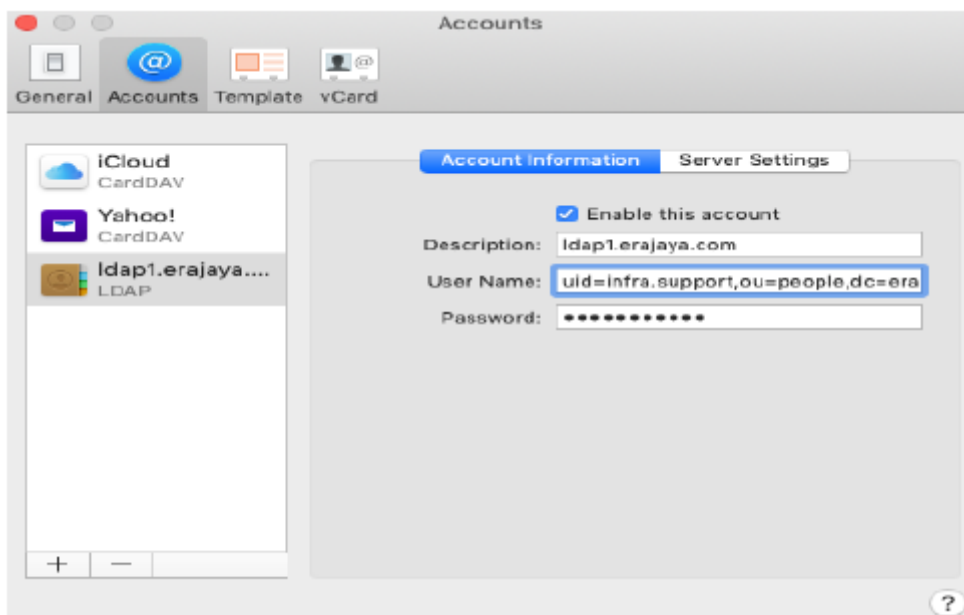 Accounts
General Accounts Template vCard
iCloud
CardDAV
Yahoo!
CardDAV
ldap1.erajaya....
LDAP
Account Information Server Settings
Enable this account
Description: ldap1.erajaya.com
User Name: uid=infra.support,ou=people,dc=era
Password: •••••••••••
+ −
?